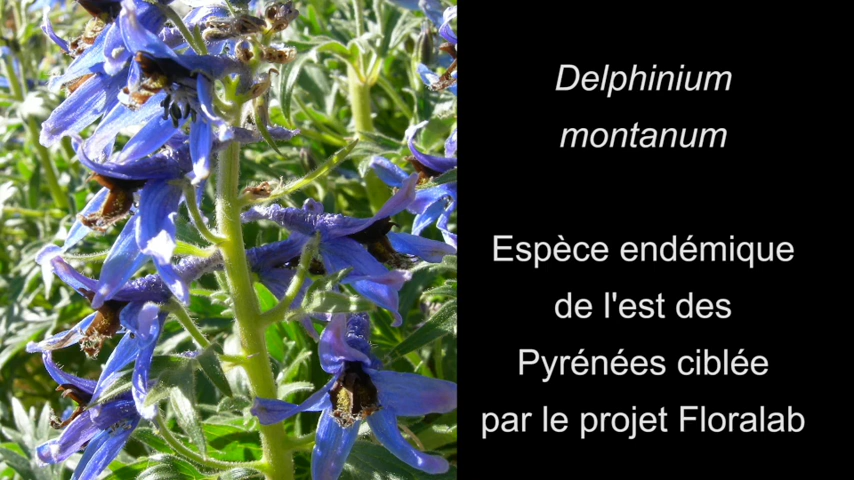 Delphinium
montanum
Espèce endémique
de l'est des
Pyrénées ciblée
par le projet Floralab